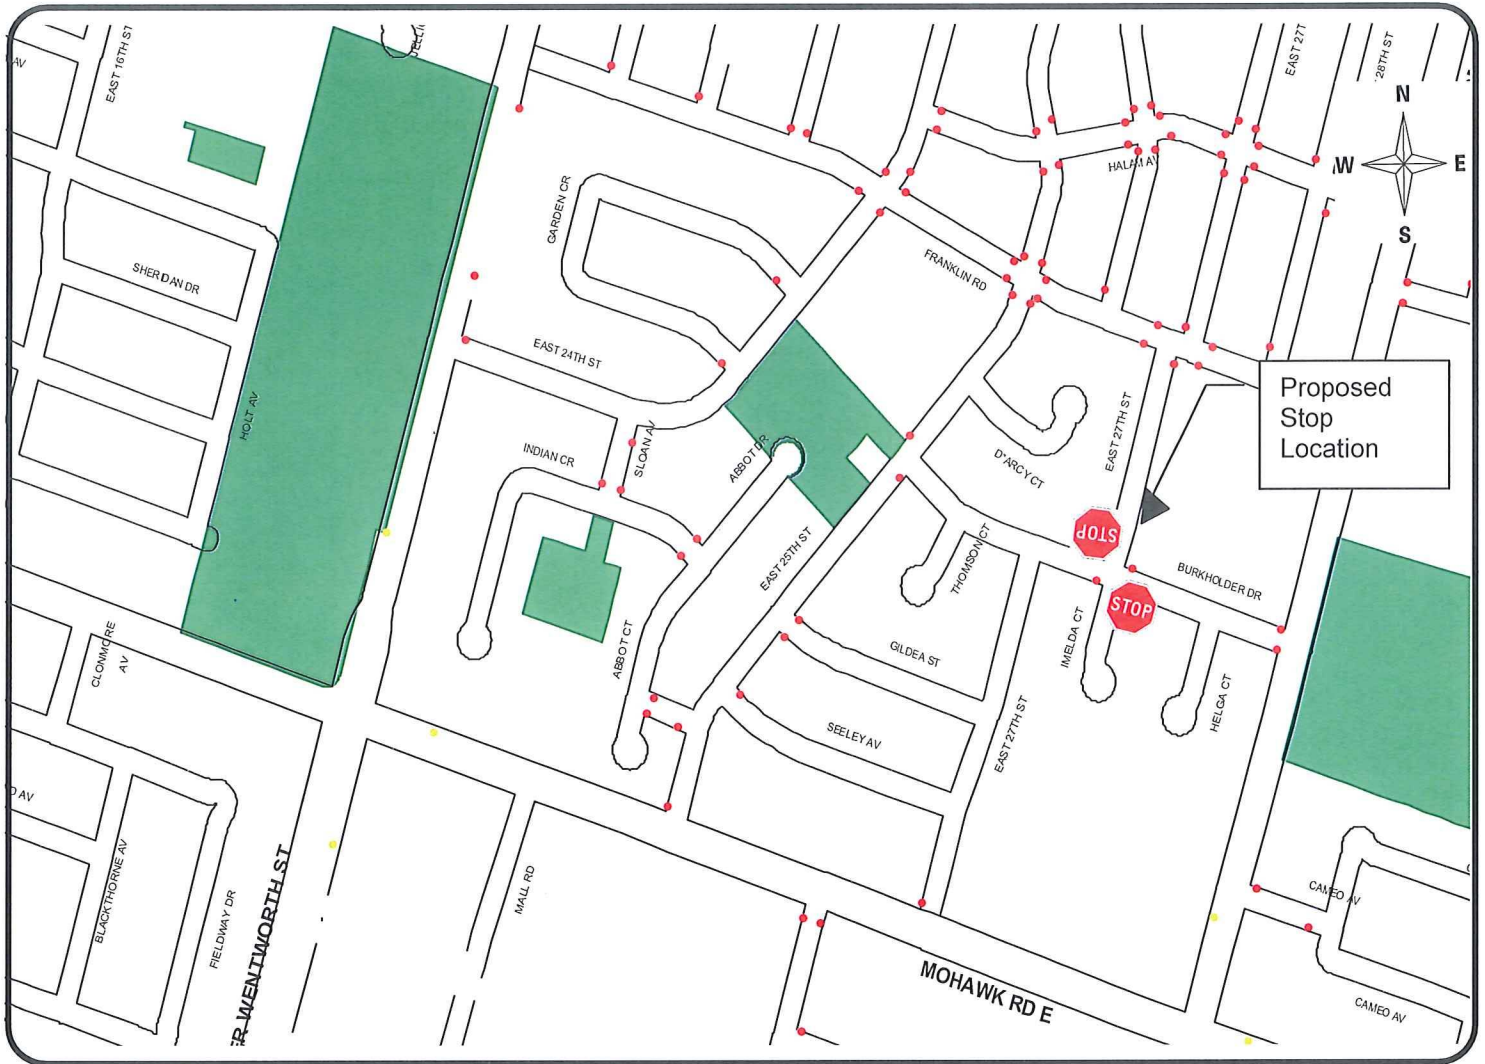 EAST 16TH ST
AV
EAST 27T
28TH ST
N
W
E
S
HALAM AV
GARDEN CR
SHERIDAN DR
FRANKLIN RD
EAST 24TH ST
Proposed
Stop
Location
HOLT AV
SLOAN AV
INDIAN CR
ABBOT DR
D'ARCY CT
EAST 27TH ST
STOP
EAST 25TH ST
THOMSON CT
BURKHOLDER DR
STOP
CLONMORE
AV
ABBOT CT
GILDEA ST
IMELDA CT
HELGA CT
SEELEY AV
EAST 27TH ST
D AV
BLACKTHORNE AV
FIELDWAY DR
ER WENTWORTH ST
MALL RD
CAMEO AV
MOHAWK RD E
CAMEO AV